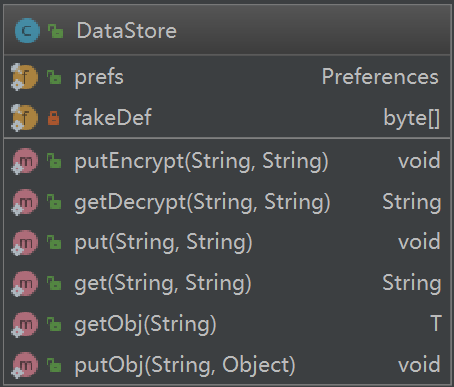 DataStore
prefs Preferences
fakeDef byte[]
putEncrypt(String, String) void
getDecrypt(String, String) String
put(String, String) void
get(String, String) String
getObj(String) T
putObj(String, Object) void